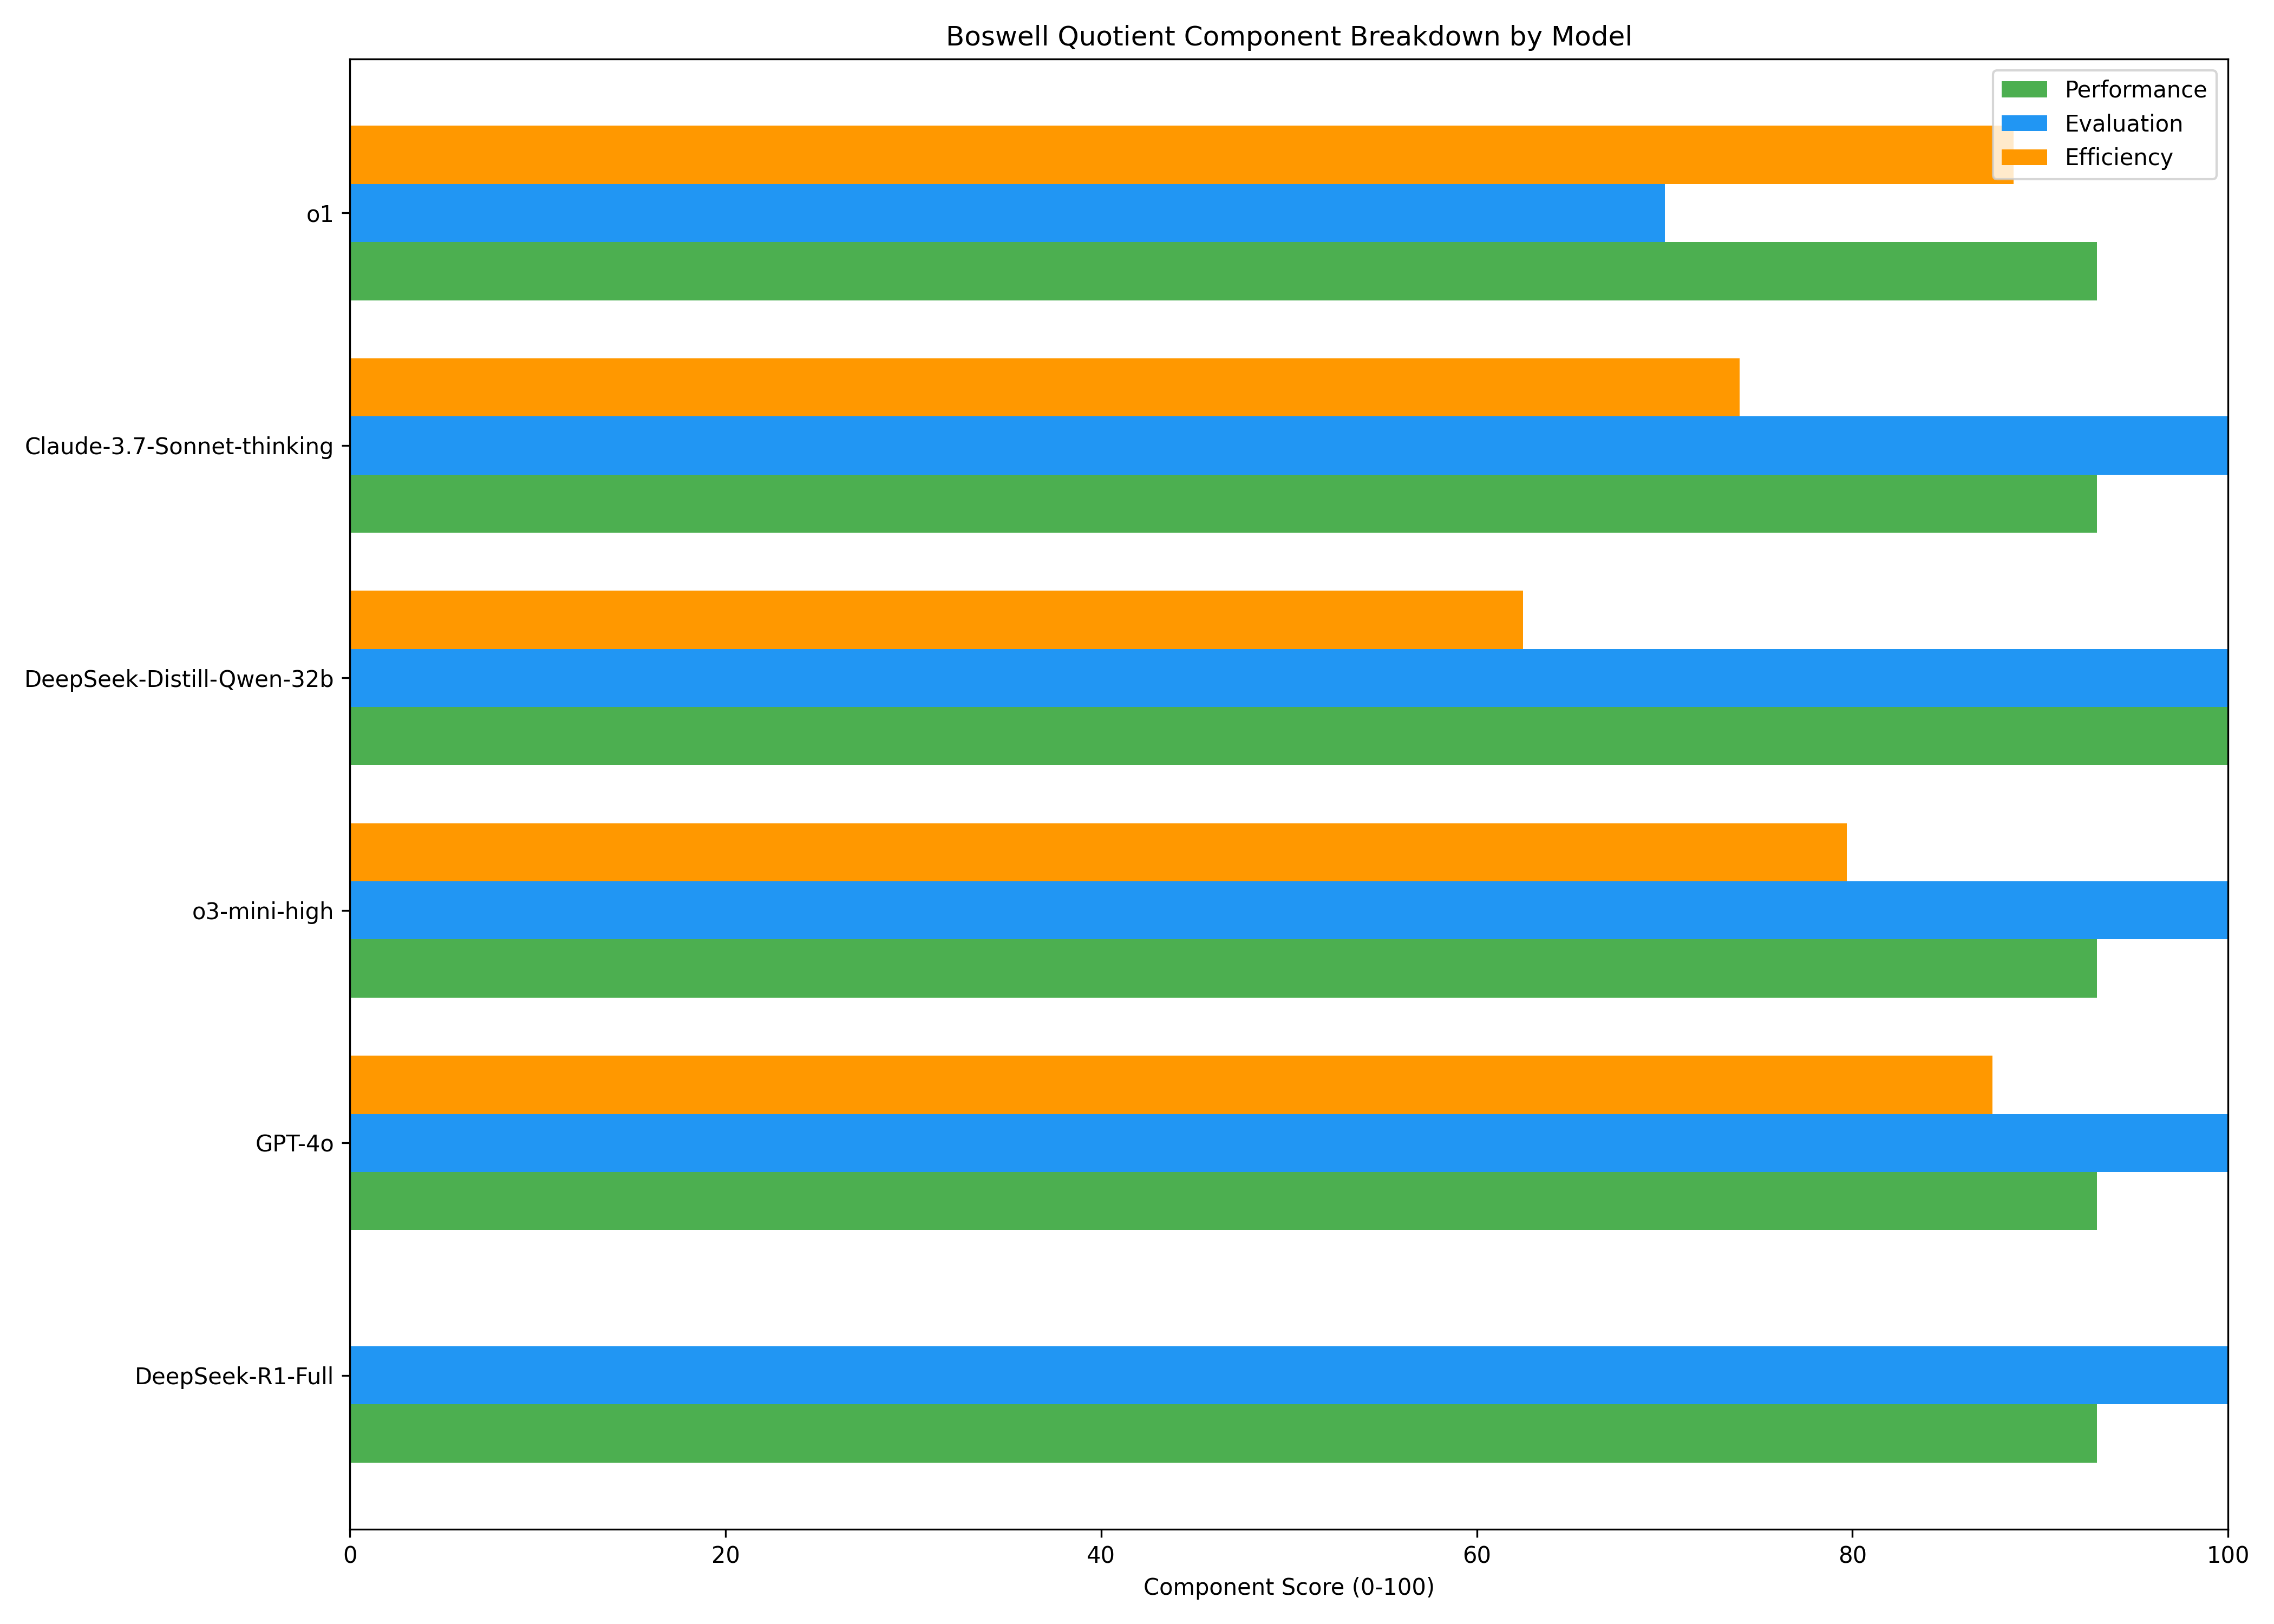 Boswell Quotient Component Breakdown by Model
Performance
Evaluation
Efficiency
o1
Claude-3.7-Sonnet-thinking
DeepSeek-Distill-Qwen-32b
o3-mini-high
GPT-4o
DeepSeek-R1-Full
0 20 40 60 80 100
Component Score (0-100)